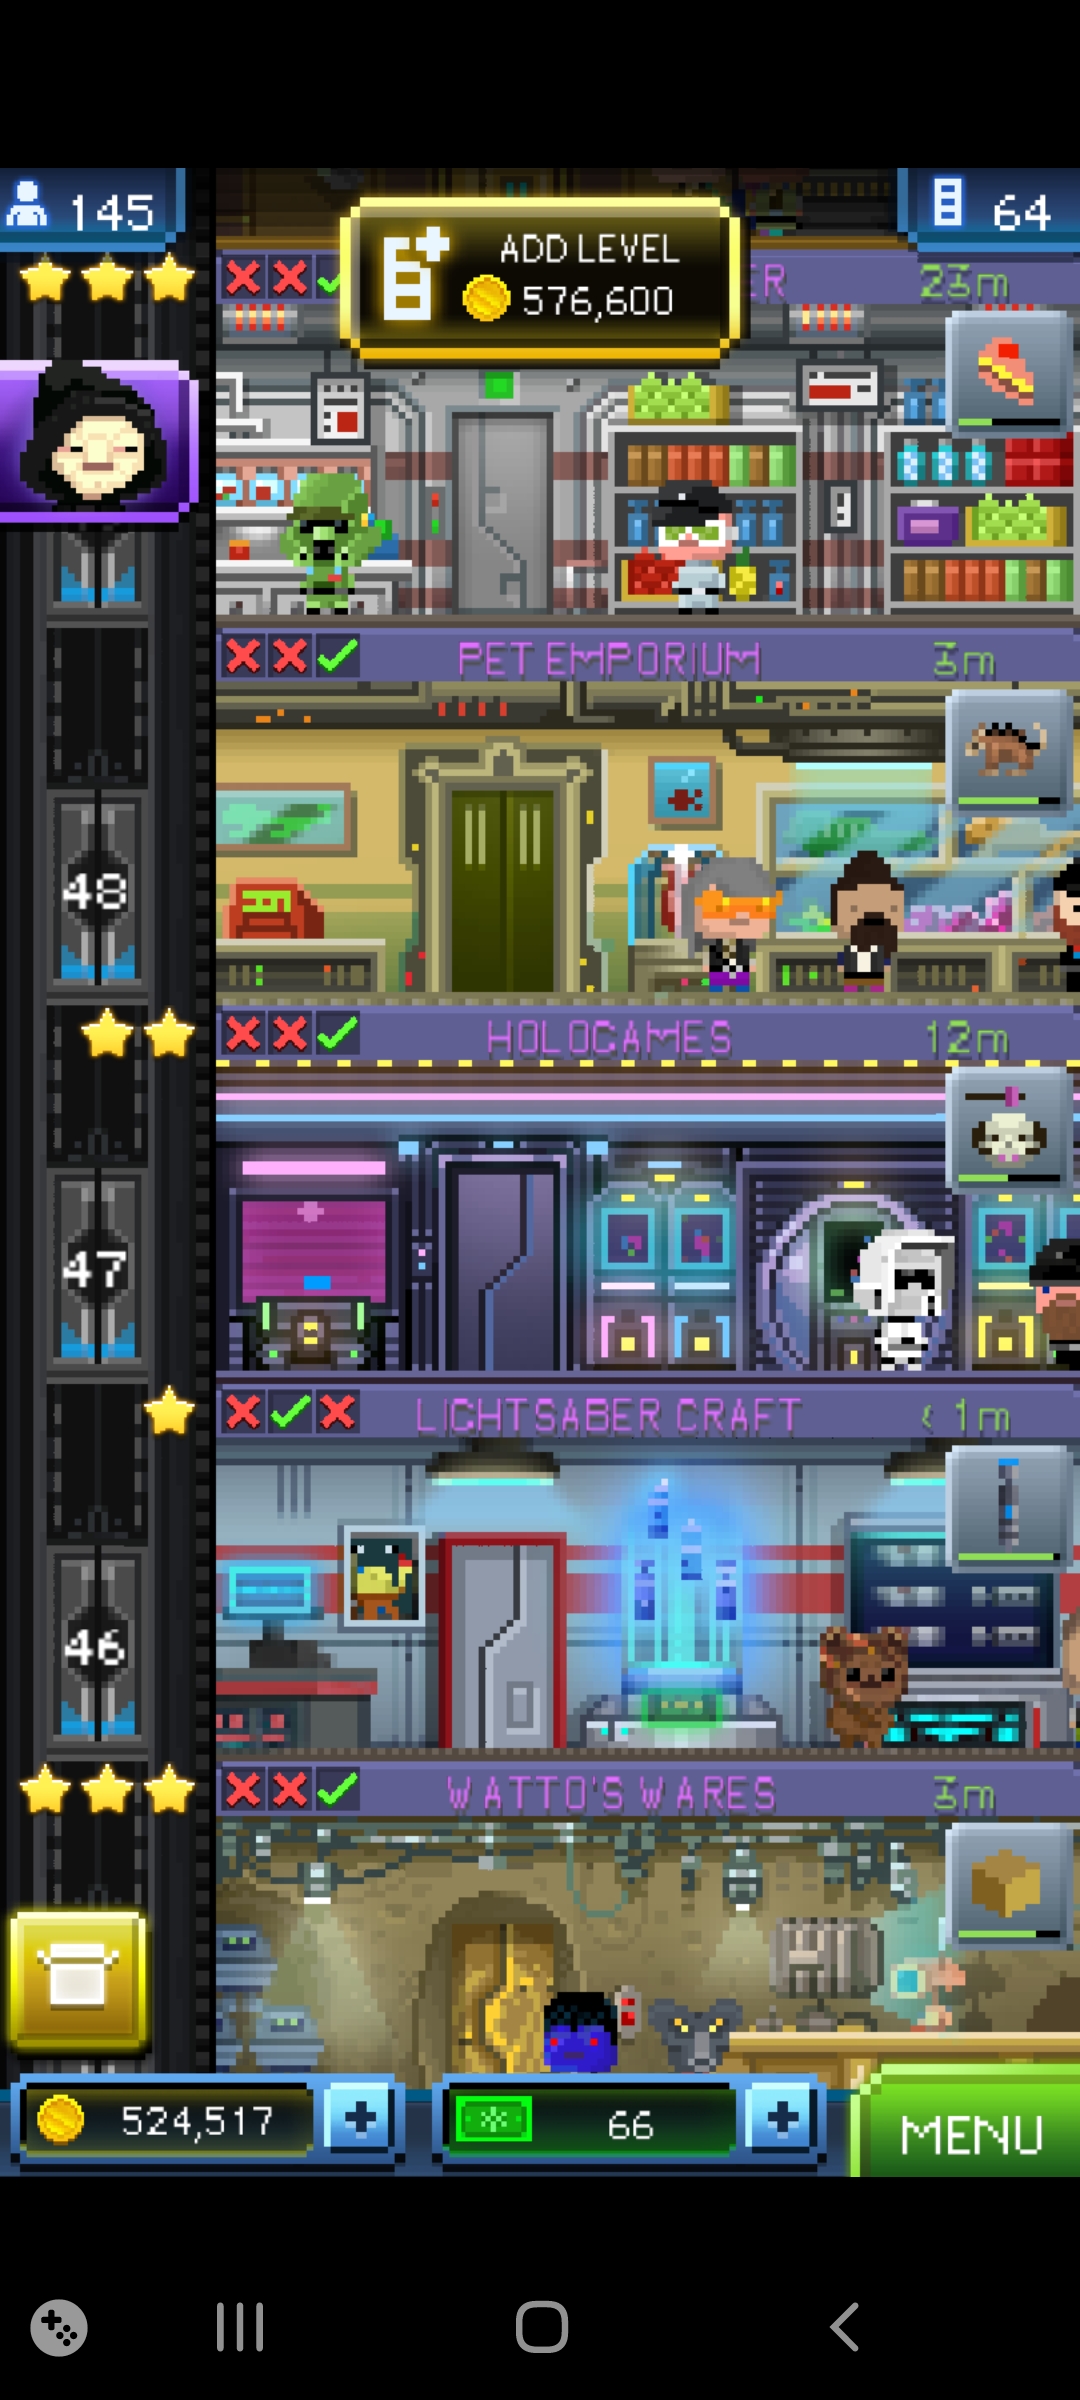 145
64
ADD LEVEL
576,600
ER 23m
PET EMPORIUM 3m
48
HOLOGAMES 12m
47
LIGHTSABER CRAFT < 1m
46
WATTO'S WARES 3m
524,517
66
MENU